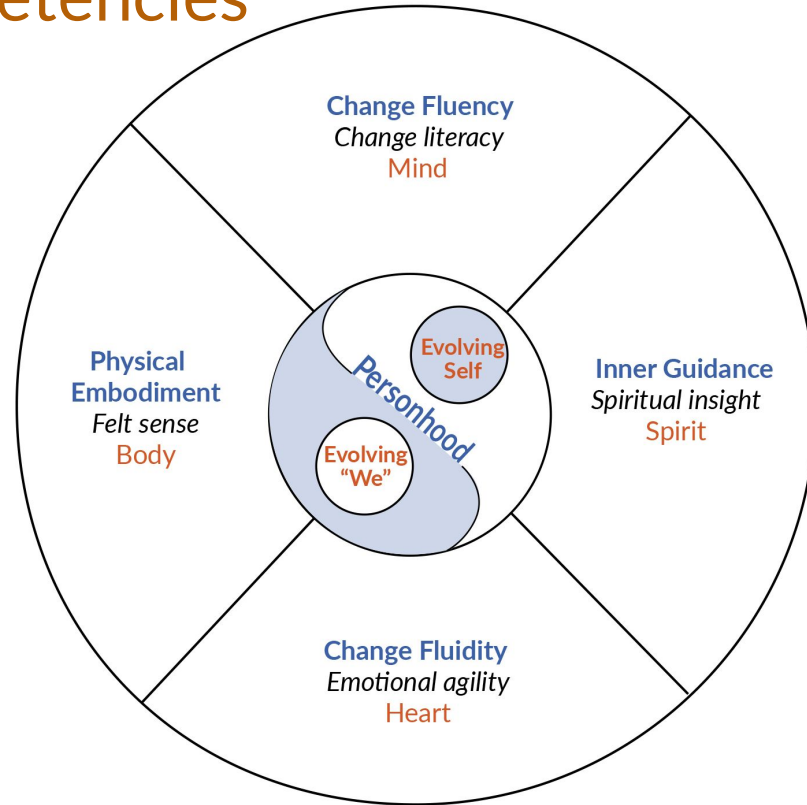 etencies
Change Fluency
Change literacy
Mind
Physical
Embodiment
Felt sense
Body
Personhood
Evolving
Self
Evolving
“We”
Inner Guidance
Spiritual insight
Spirit
Change Fluidity
Emotional agility
Heart